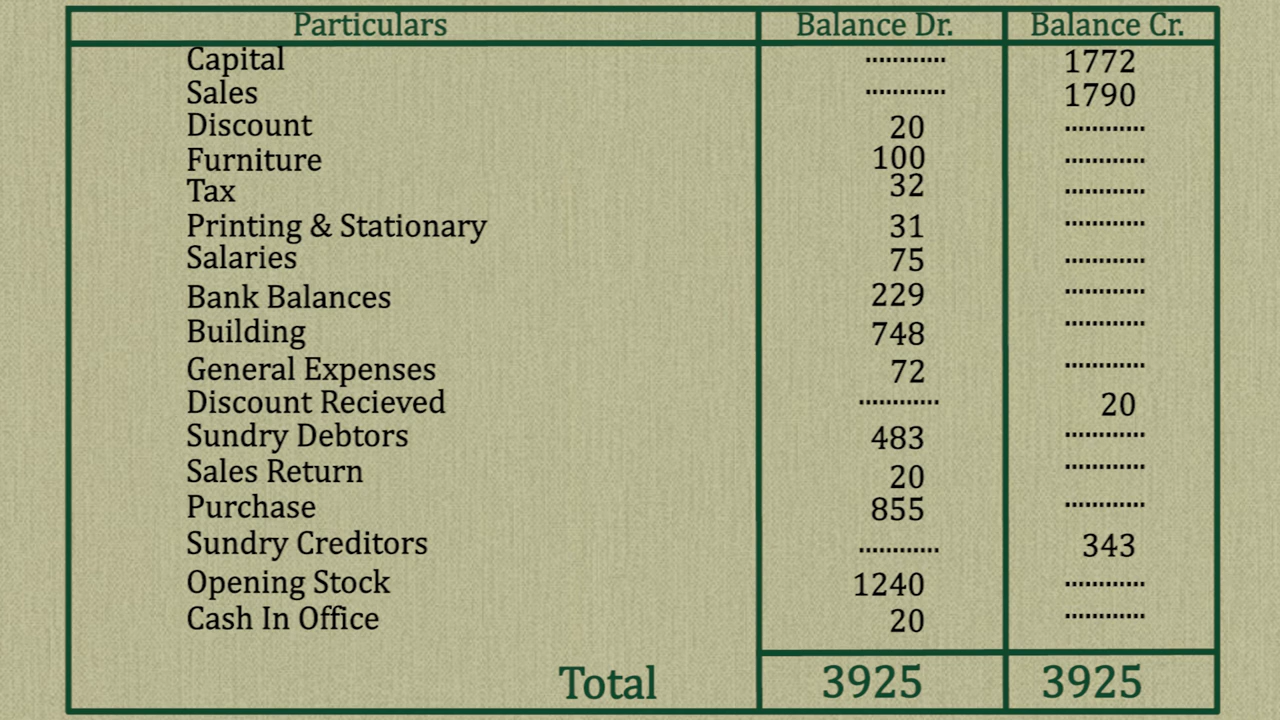 Particulars Balance Dr. Balance Cr.
Capital ............ 1772
Sales ............ 1790
Discount 20 ............
Furniture 100 ............
Tax 32 ............
Printing & Stationary 31 ............
Salaries 75 ............
Bank Balances 229 ............
Building 748 ............
General Expenses 72 ............
Discount Recieved ............ 20
Sundry Debtors 483 ............
Sales Return 20 ............
Purchase 855 ............
Sundry Creditors ............ 343
Opening Stock 1240 ............
Cash In Office 20 ............
Total 3925 3925